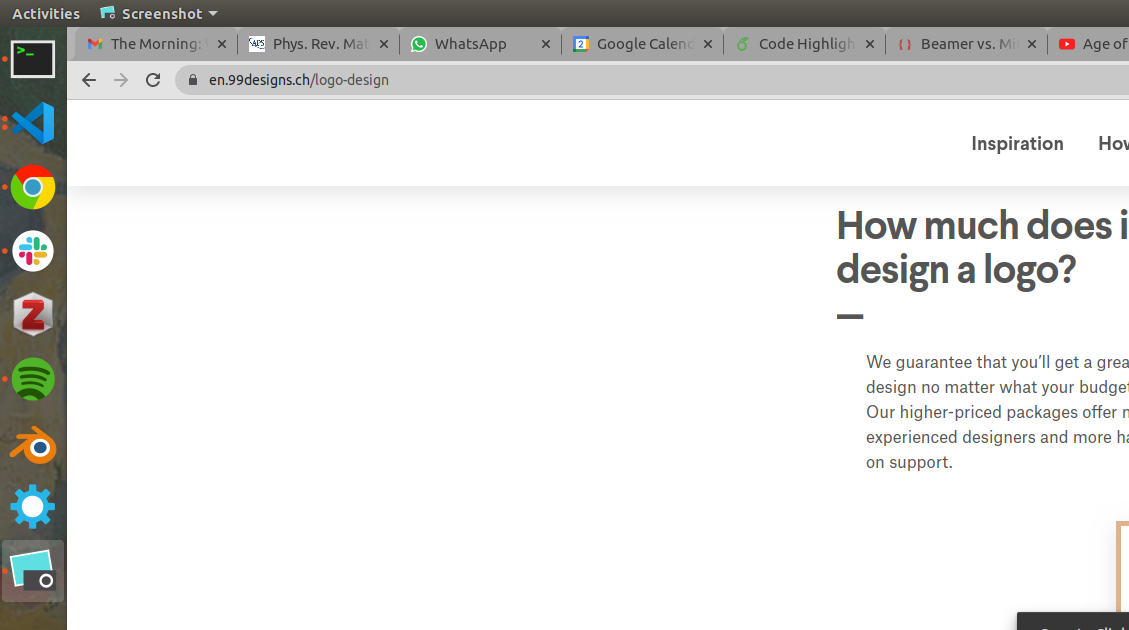 Activities Screenshot
The Morning: Phys. Rev. Mat WhatsApp Google Calend Code Highligh Beamer vs. Mi Age of
en.99designs.ch/logo-design
Inspiration How
How much does i
design a logo?
We guarantee that you’ll get a grea
design no matter what your budget
Our higher-priced packages offer m
experienced designers and more ha
on support.